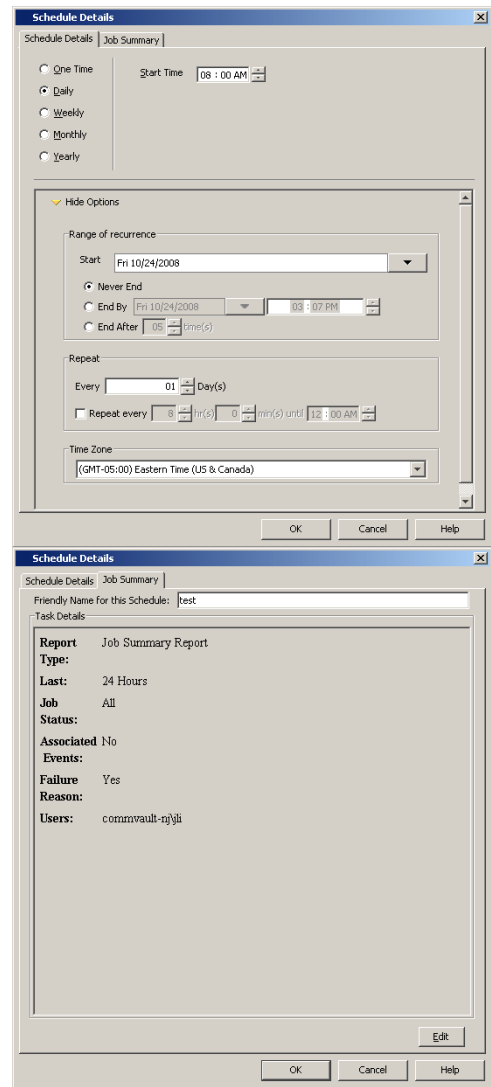 Schedule Details
Schedule Details Job Summary
One Time
Start Time 08 : 00 AM
Daily
Weekly
Monthly
Yearly
Hide Options
Range of recurrence
Start Fri 10/24/2008
Never End
End By Fri 10/24/2008 03 : 07 PM
End After 05 time(s)
Repeat
Every 01 Day(s)
Repeat every 8 hr(s) 0 min(s) until 12 : 00 AM
Time Zone
(GMT-05:00) Eastern Time (US & Canada)
OK Cancel Help
Schedule Details
Schedule Details Job Summary
Friendly Name for this Schedule: test
Task Details
Report Type: Job Summary Report
Last: 24 Hours
Job Status: All
Associated Events: No
Failure Reason: Yes
Users: commvault-nj\jli
Edit
OK Cancel Help